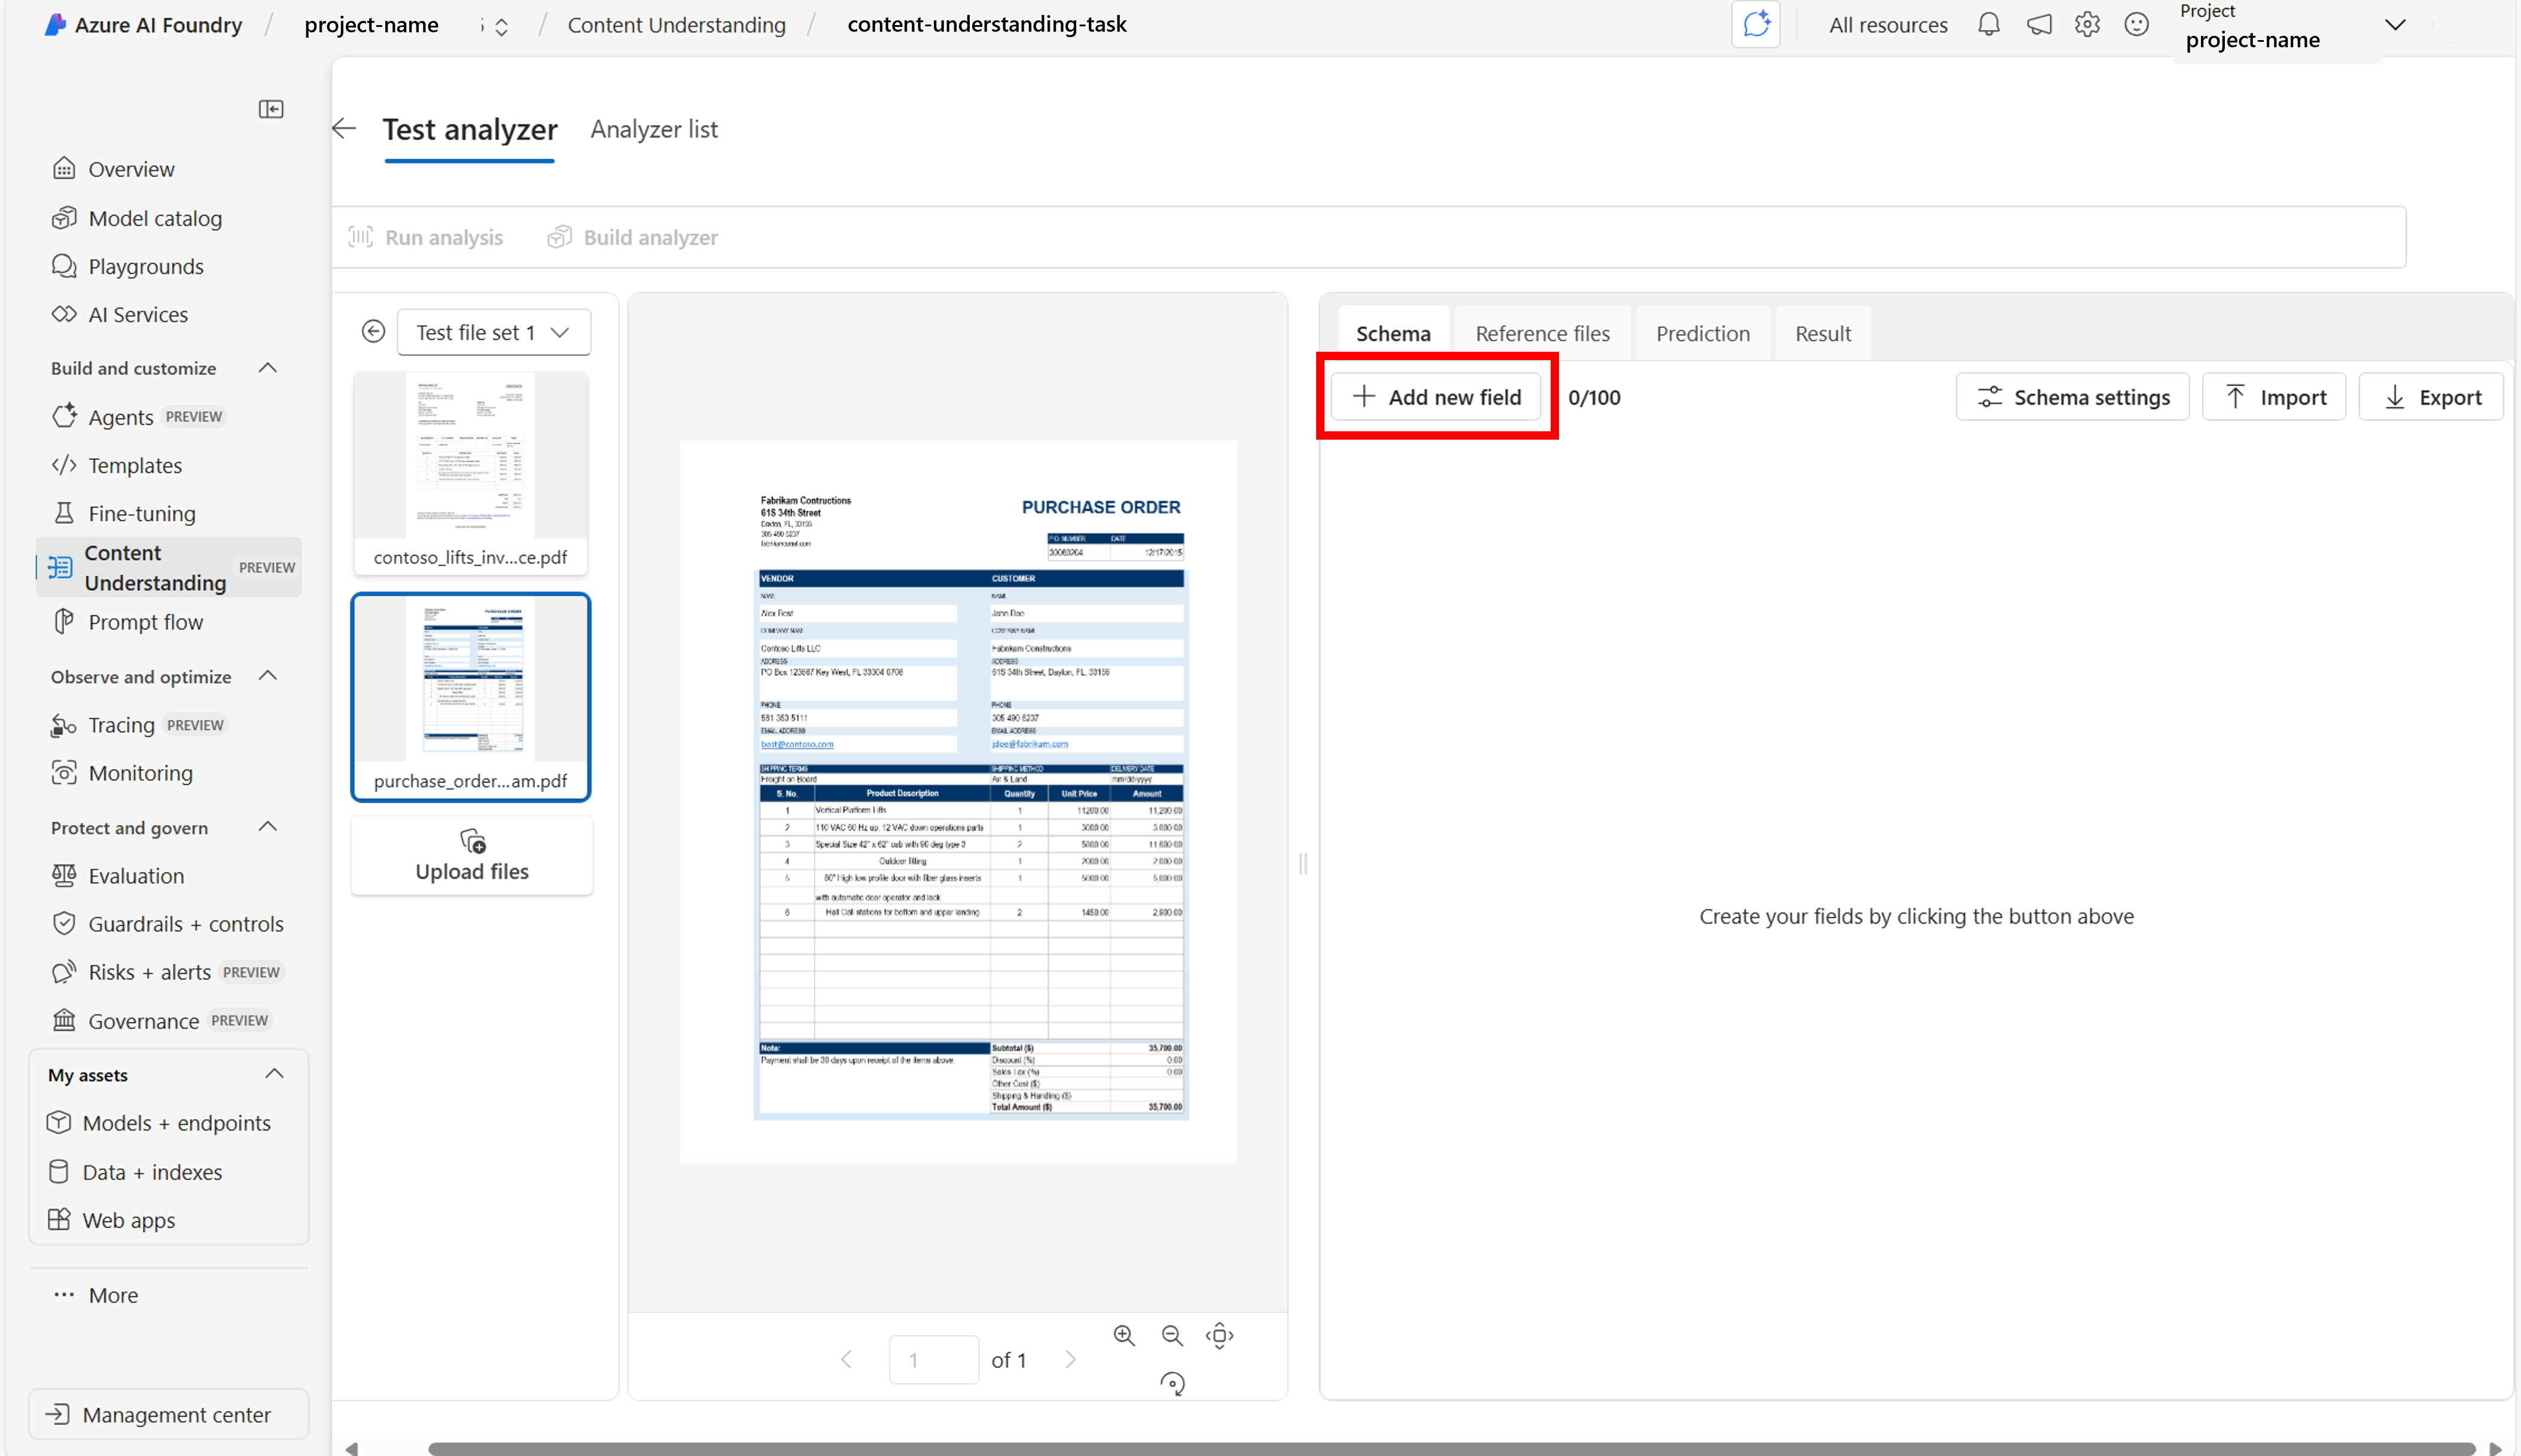 Azure AI Foundry / project-name / Content Understanding / content-understanding-task
All resources
Project
project-name
Test analyzer
Analyzer list
Overview
Model catalog
Playgrounds
AI Services
Build and customize
Agents PREVIEW
Templates
Fine-tuning
Content
Understanding
PREVIEW
Prompt flow
Observe and optimize
Tracing PREVIEW
Monitoring
Protect and govern
Evaluation
Guardrails + controls
Risks + alerts PREVIEW
Governance PREVIEW
My assets
Models + endpoints
Data + indexes
Web apps
More
Management center
Run analysis
Build analyzer
Test file set 1
contoso_lifts_inv...ce.pdf
purchase_order...am.pdf
Upload files
Fabrikam Contructions
61S 34th Street
Dayton, FL, 33155
305 490 5237
PURCHASE ORDER
P.O. NUMBER DATE
12/17/2015
VENDOR CUSTOMER
Alex Best John Doe
COMPANY NAME COMPANY NAME
Contoso Lifts LLC Fabrikam Constructions
ADDRESS ADDRESS
PO Box 123567 Key West, FL 33304 0708 61S 34th Street, Dayton, FL, 33155
PHONE PHONE
561 353 5111 305 490 5237
EMAIL ADDRESS EMAIL ADDRESS
best@contoso.com jdoe@fabrikam.com
SHIPPING TERMS SHIPPING METHOD DELIVERY DATE
Freight on Board Air & Land mm/dd/yyyy
S. No. Product Description Quantity Unit Price Amount
1 Vertical Platform Lifts 1 11200.00 11,200.00
2 110 VAC 60 Hz up, 12 VAC down operations parts 1 3000.00 3,000.00
3 Special Size 42" x 62" cab with 90 deg type 3 2 5800.00 11,600.00
4 Outdoor fitting 1 2000.00 2,000.00
5 80" High low profile door with fiber glass inserts 1 5000.00 5,000.00
with automatic door operator and lock
6 Hall Call stations for bottom and upper landing 2 1450.00 2,900.00
Note: Subtotal ($) 35,700.00
Payment shall be 30 days upon receipt of the items above. Discount (%) 0.00
Sales Tax (%) 0.00
Other Cost ($)
Shipping & Handling ($)
Total Amount ($) 35,700.00
1 of 1
Schema
Reference files
Prediction
Result
Add new field
0/100
Schema settings
Import
Export
Create your fields by clicking the button above